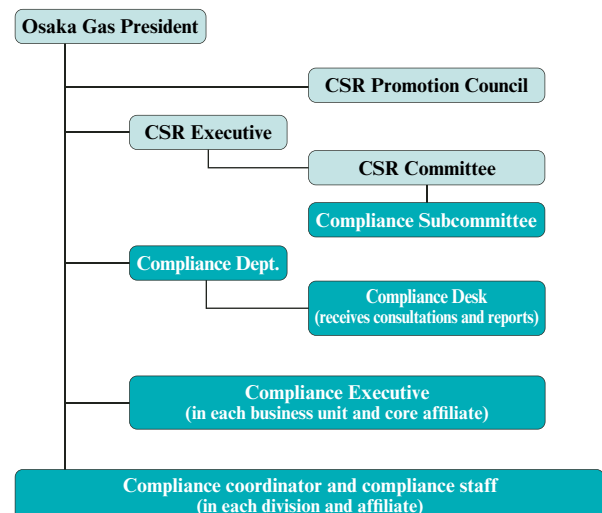 Osaka Gas President
CSR Promotion Council
CSR Executive
CSR Committee
Compliance Subcommittee
Compliance Dept.
Compliance Desk
(receives consultations and reports)
Compliance Executive
(in each business unit and core affiliate)
Compliance coordinator and compliance staff
(in each division and affiliate)